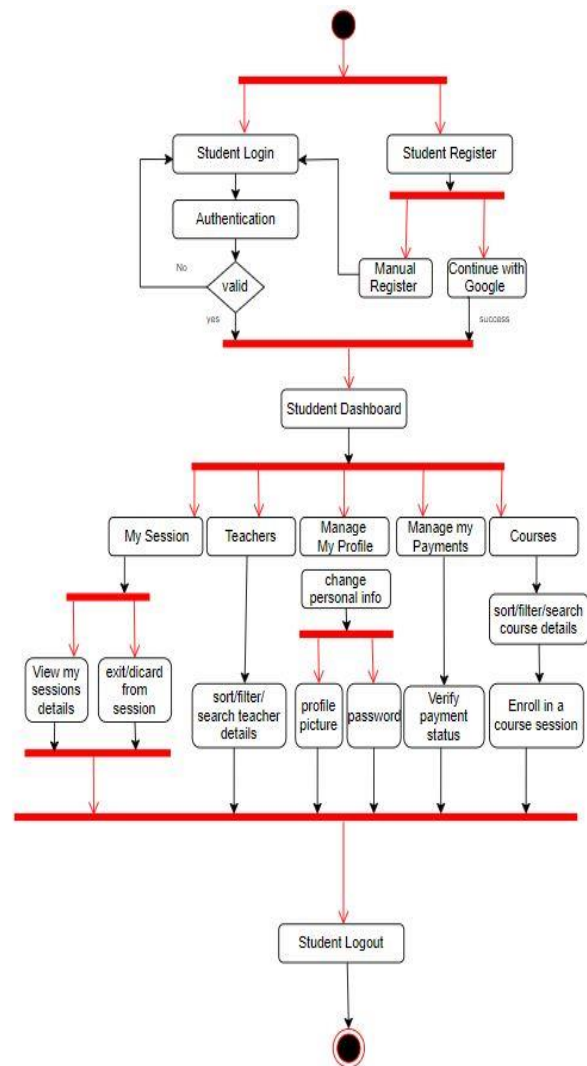 Student Login
Student Register
Authentication
No
valid
Manual
Register
Continue with
Google
yes
success
Studdent Dashboard
My Session
Teachers
Manage
My Profile
Manage my
Payments
Courses
change
personal info
sort/filter/search
course details
View my
sessions
details
exit/dicard
from
session
sort/filter/
search teacher
details
profile
picture
password
Verify
payment
status
Enroll in a
course session
Student Logout